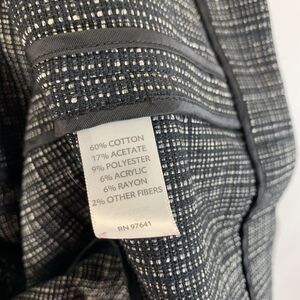 60% COTTON
17% ACETATE
9% POLYESTER
6% ACRYLIC
6% RAYON
2% OTHER FIBERS
RN 97641